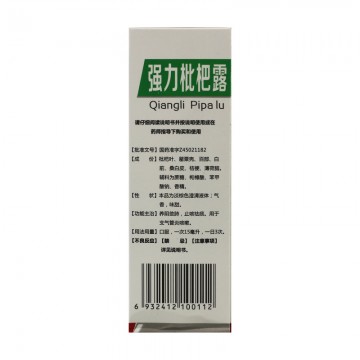 强力枇杷露
Qiangli Pipa lu
请仔细阅读说明书并按说明使用或在
药师指导下购买和使用
【批准文号】国药准字Z45021182
【成 份】枇杷叶、罂粟壳、百部、白
前、桑白皮、桔梗、薄荷脑。
辅料为蔗糖、枸橼酸、苯甲
酸钠、香精。
【性 状】本品为淡棕色澄清液体；气
香，味甜。
【功能主治】养阴敛肺，止咳祛痰。用于
支气管炎咳嗽。
【用法用量】口服，一次15毫升，一日3次。
【不良反应】【禁 忌】【注意事项】
详见说明书。
6 932412 100112